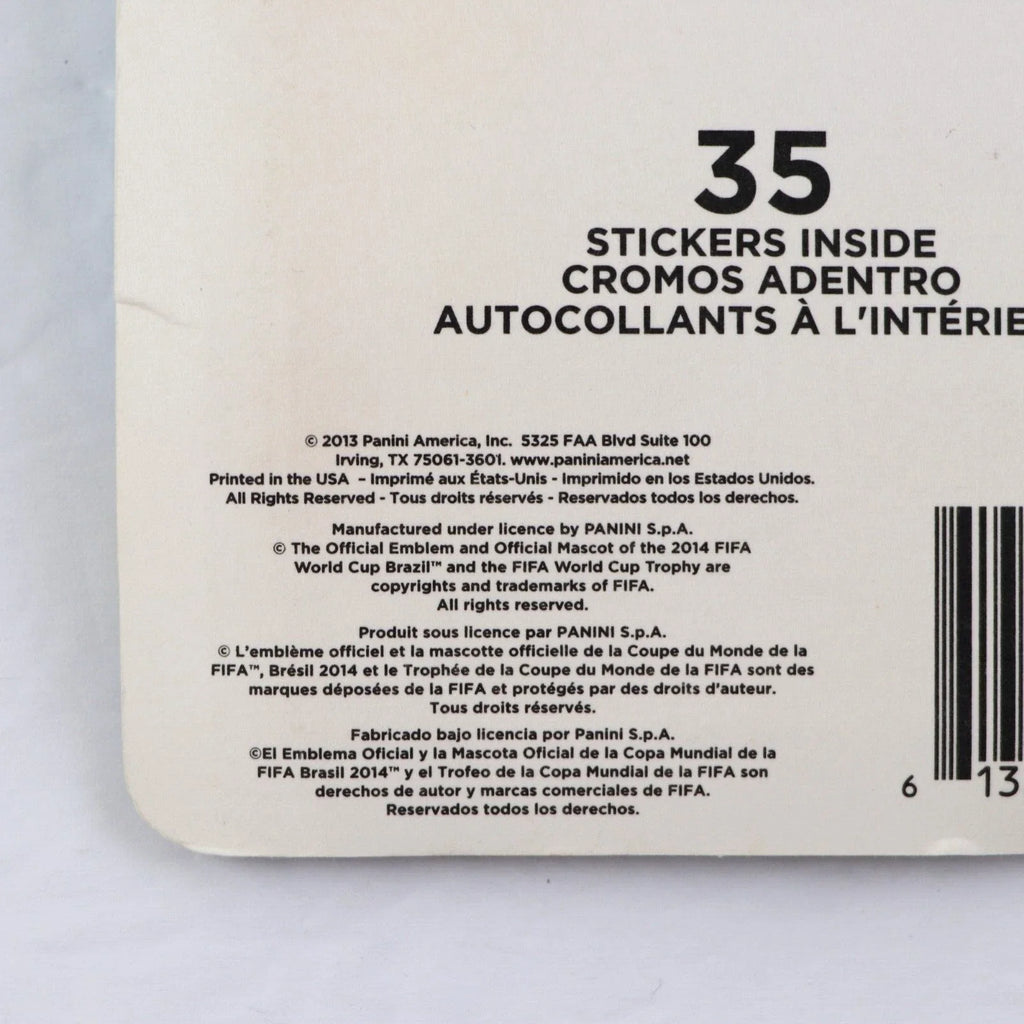 35
STICKERS INSIDE
CROMOS ADENTRO
AUTOCOLLANTS À L'INTÉRIE
© 2013 Panini America, Inc. 5325 FAA Blvd Suite 100
Irving, TX 75061-3601. www.paniniamerica.net
Printed in the USA – Imprimé aux États-Unis - Imprimido en los Estados Unidos.
All Rights Reserved - Tous droits réservés - Reservados todos los derechos.
Manufactured under licence by PANINI S.p.A.
© The Official Emblem and Official Mascot of the 2014 FIFA
World Cup Brazil™ and the FIFA World Cup Trophy are
copyrights and trademarks of FIFA.
All rights reserved.
Produit sous licence par PANINI S.p.A.
© L'emblème officiel et la mascotte officielle de la Coupe du Monde de la
FIFA™, Brésil 2014 et le Trophée de la Coupe du Monde de la FIFA sont des
marques déposées de la FIFA et protégés par des droits d'auteur.
Tous droits réservés.
Fabricado bajo licencia por Panini S.p.A.
©El Emblema Oficial y la Mascota Oficial de la Copa Mundial de la
FIFA Brasil 2014™ y el Trofeo de la Copa Mundial de la FIFA son
derechos de autor y marcas comerciales de FIFA.
Reservados todos los derechos.
6 13